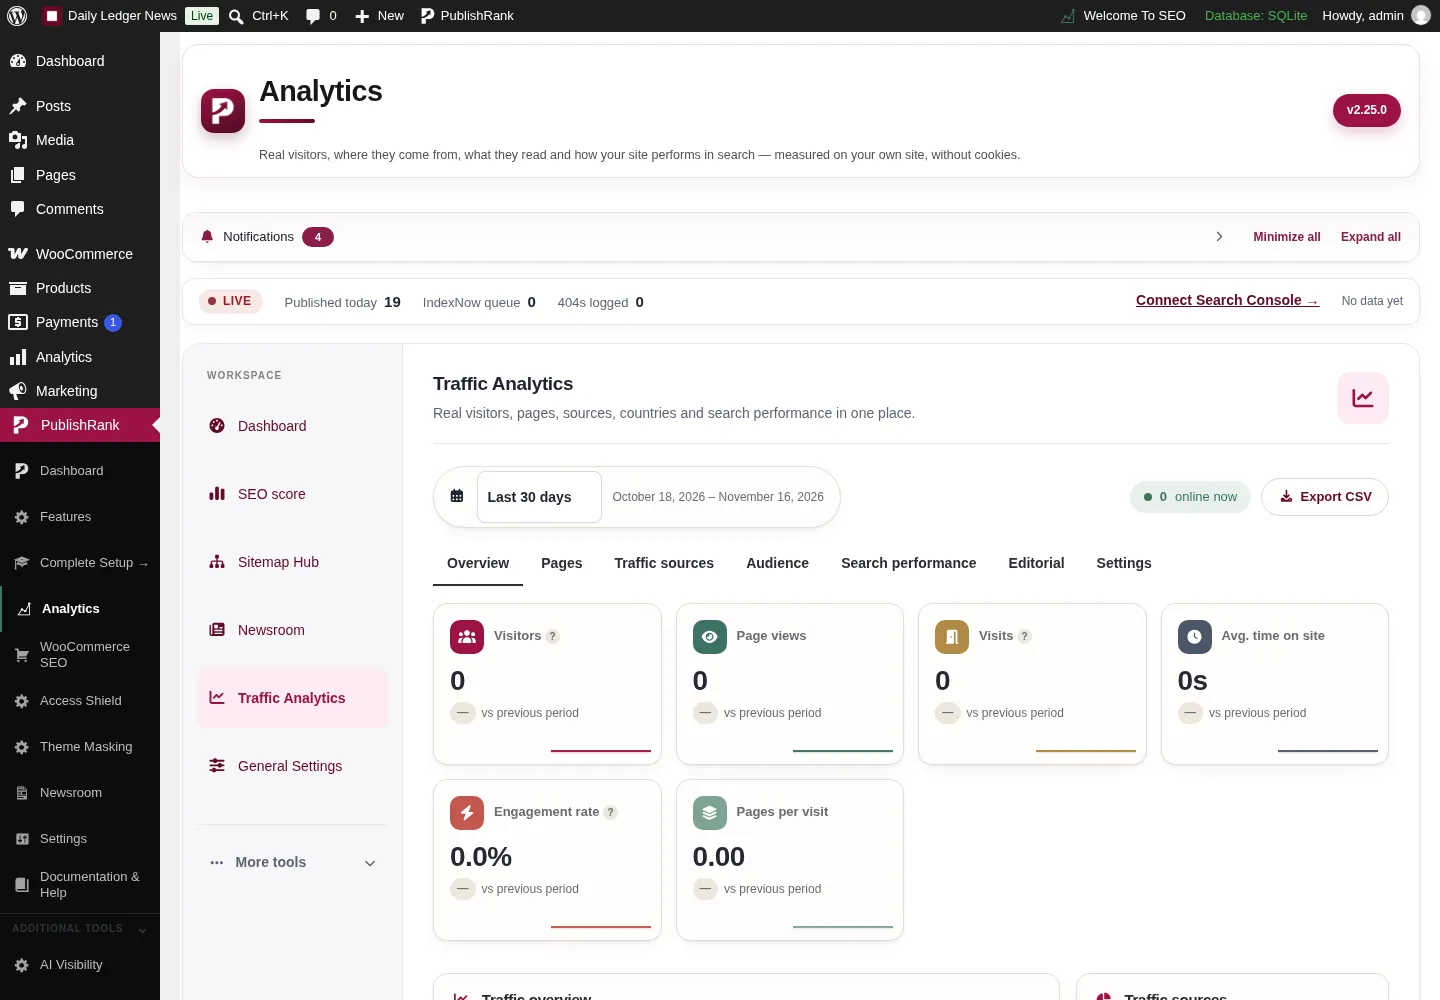 Daily Ledger News Live Ctrl+K 0 New PublishRank Welcome To SEO Database: SQLite Howdy, admin
Dashboard
Posts
Media
Pages
Comments
WooCommerce
Products
Payments 1
Analytics
Marketing
PublishRank
Dashboard
Features
Complete Setup →
Analytics
WooCommerce
SEO
Access Shield
Theme Masking
Newsroom
Settings
Documentation &
Help
ADDITIONAL TOOLS
AI Visibility
Analytics
Real visitors, where they come from, what they read and how your site performs in search — measured on your own site, without cookies.
v2.25.0
Notifications 4 Minimize all Expand all
LIVE Published today 19 IndexNow queue 0 404s logged 0 Connect Search Console → No data yet
WORKSPACE
Dashboard
SEO score
Sitemap Hub
Newsroom
Traffic Analytics
General Settings
More tools
Traffic Analytics
Real visitors, pages, sources, countries and search performance in one place.
Last 30 days October 18, 2026 – November 16, 2026 0 online now Export CSV
Overview Pages Traffic sources Audience Search performance Editorial Settings
Visitors ?
0
— vs previous period
Page views
0
— vs previous period
Visits ?
0
— vs previous period
Avg. time on site
0s
— vs previous period
Engagement rate ?
0.0%
— vs previous period
Pages per visit
0.00
— vs previous period
Traffic overview
Traffic sources